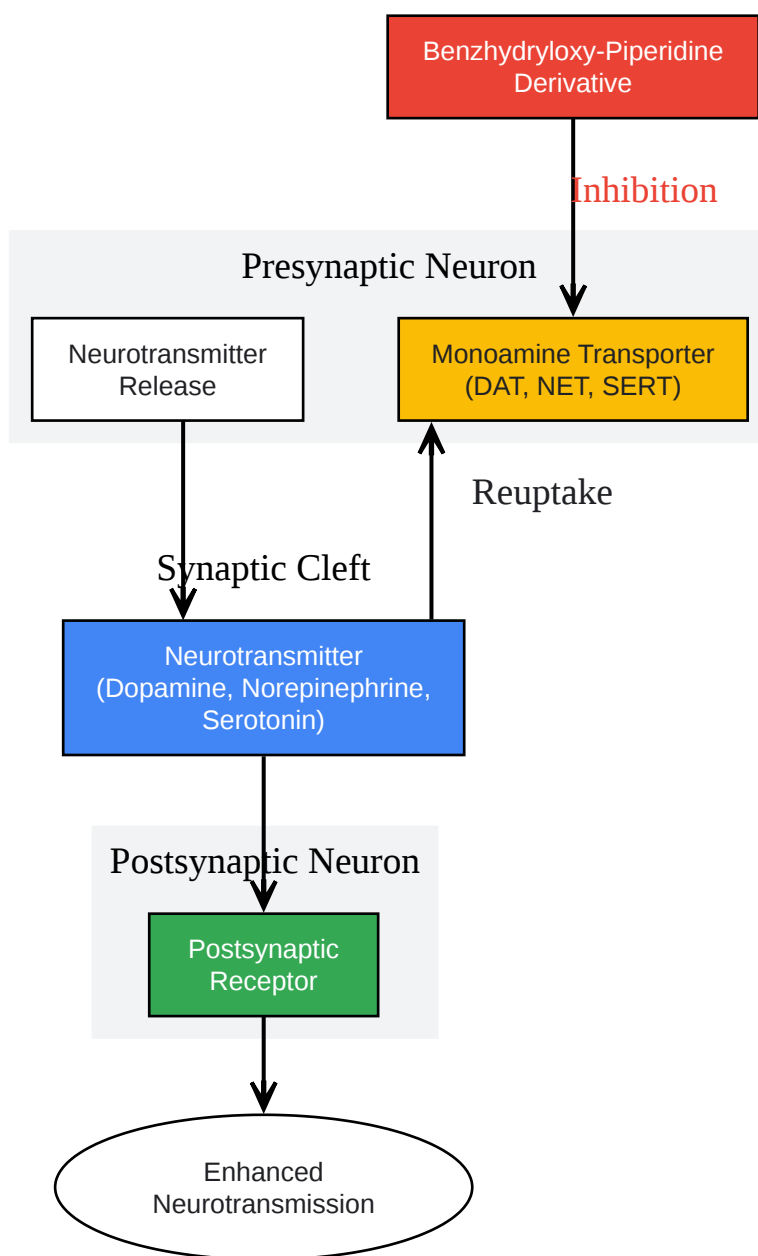 Benzhydryloxy-Piperidine
Derivative
Inhibition
Presynaptic Neuron
Neurotransmitter
Release
Monoamine Transporter
(DAT, NET, SERT)
Reuptake
Synaptic Cleft
Neurotransmitter
(Dopamine, Norepinephrine,
Serotonin)
Postsynaptic Neuron
Postsynaptic
Receptor
Enhanced
Neurotransmission